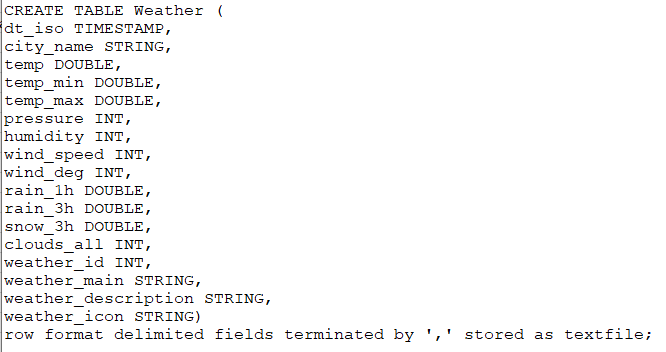 CREATE TABLE Weather (
dt_iso TIMESTAMP,
city_name STRING,
temp DOUBLE,
temp_min DOUBLE,
temp_max DOUBLE,
pressure INT,
humidity INT,
wind_speed INT,
wind_deg INT,
rain_1h DOUBLE,
rain_3h DOUBLE,
snow_3h DOUBLE,
clouds_all INT,
weather_id INT,
weather_main STRING,
weather_description STRING,
weather_icon STRING)
row format delimited fields terminated by ',' stored as textfile;